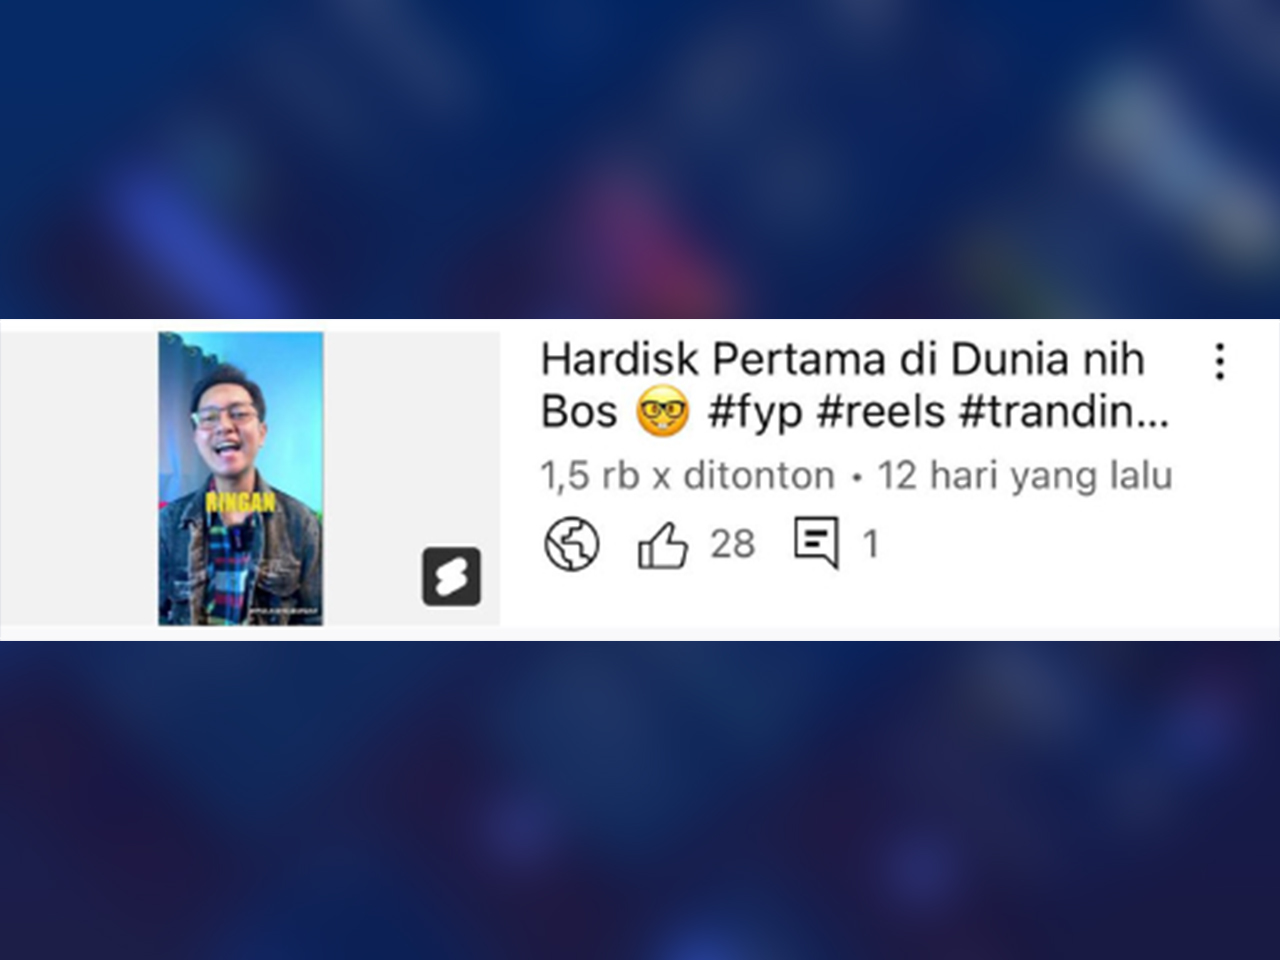 RINGAN
Hardisk Pertama di Dunia nih
Bos 🤓 #fyp #reels #trandin...
1,5 rb x ditonton • 12 hari yang lalu
28 1